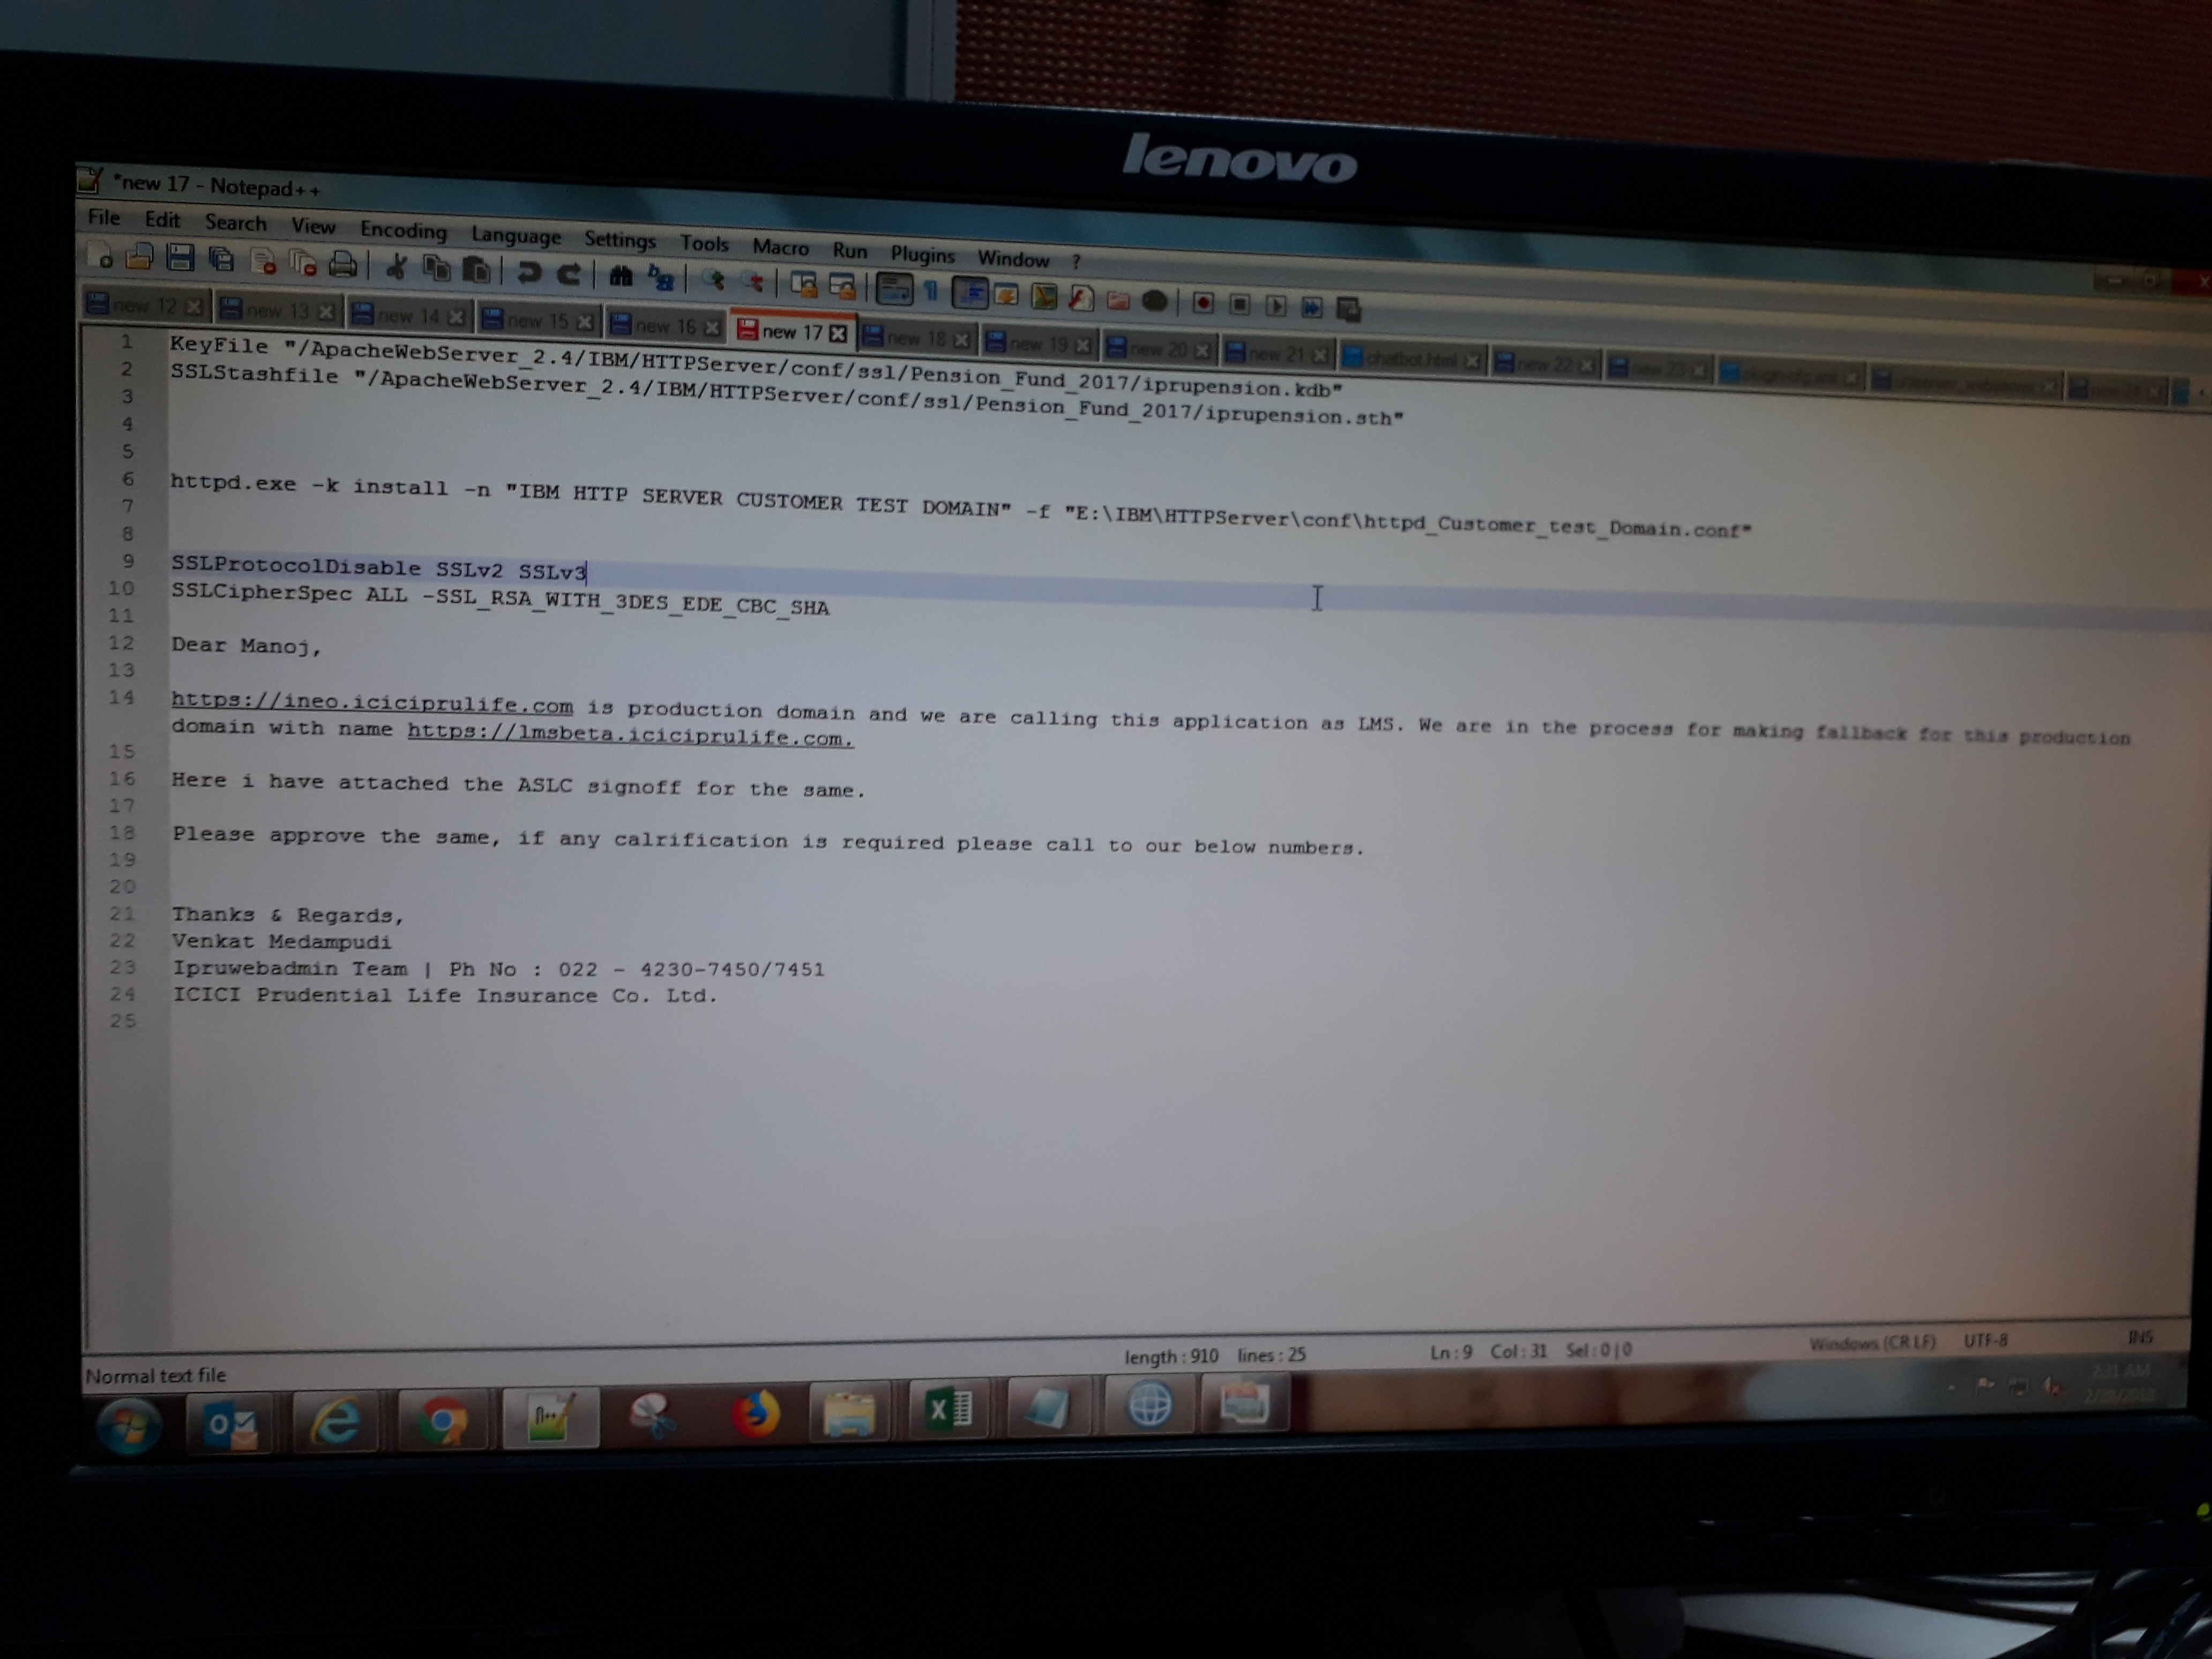 lenovo
*new 17 - Notepad++
File Edit Search View Encoding Language Settings Tools Macro Run Plugins Window ?
new 12 new 13 new 14 new 15 new 16 new 17 new 18 new 19 new 20 new 21 chatbot.html new 22 new 23
1 KeyFile "/ApacheWebServer_2.4/IBM/HTTPServer/conf/ssl/Pension_Fund_2017/iprupension.kdb"
2 SSLStashfile "/ApacheWebServer_2.4/IBM/HTTPServer/conf/ssl/Pension_Fund_2017/iprupension.sth"
3
4
5
6 httpd.exe -k install -n "IBM HTTP SERVER CUSTOMER TEST DOMAIN" -f "E:\IBM\HTTPServer\conf\httpd_Customer_test_Domain.conf"
7
8
9 SSLProtocolDisable SSLv2 SSLv3
10 SSLCipherSpec ALL -SSL_RSA_WITH_3DES_EDE_CBC_SHA
11
12 Dear Manoj,
13
14 https://ineo.iciciprulife.com is production domain and we are calling this application as LMS. We are in the process for making fallback for this production
domain with name https://lmsbeta.iciciprulife.com.
15
16 Here i have attached the ASLC signoff for the same.
17
18 Please approve the same, if any calrification is required please call to our below numbers.
19
20
21 Thanks & Regards,
22 Venkat Medampudi
23 Ipruwebadmin Team | Ph No : 022 - 4230-7450/7451
24 ICICI Prudential Life Insurance Co. Ltd.
25
Normal text file length : 910 lines : 25 Ln : 9 Col : 31 Sel : 0 | 0 Windows (CR LF) UTF-8 INS
2:31 AM